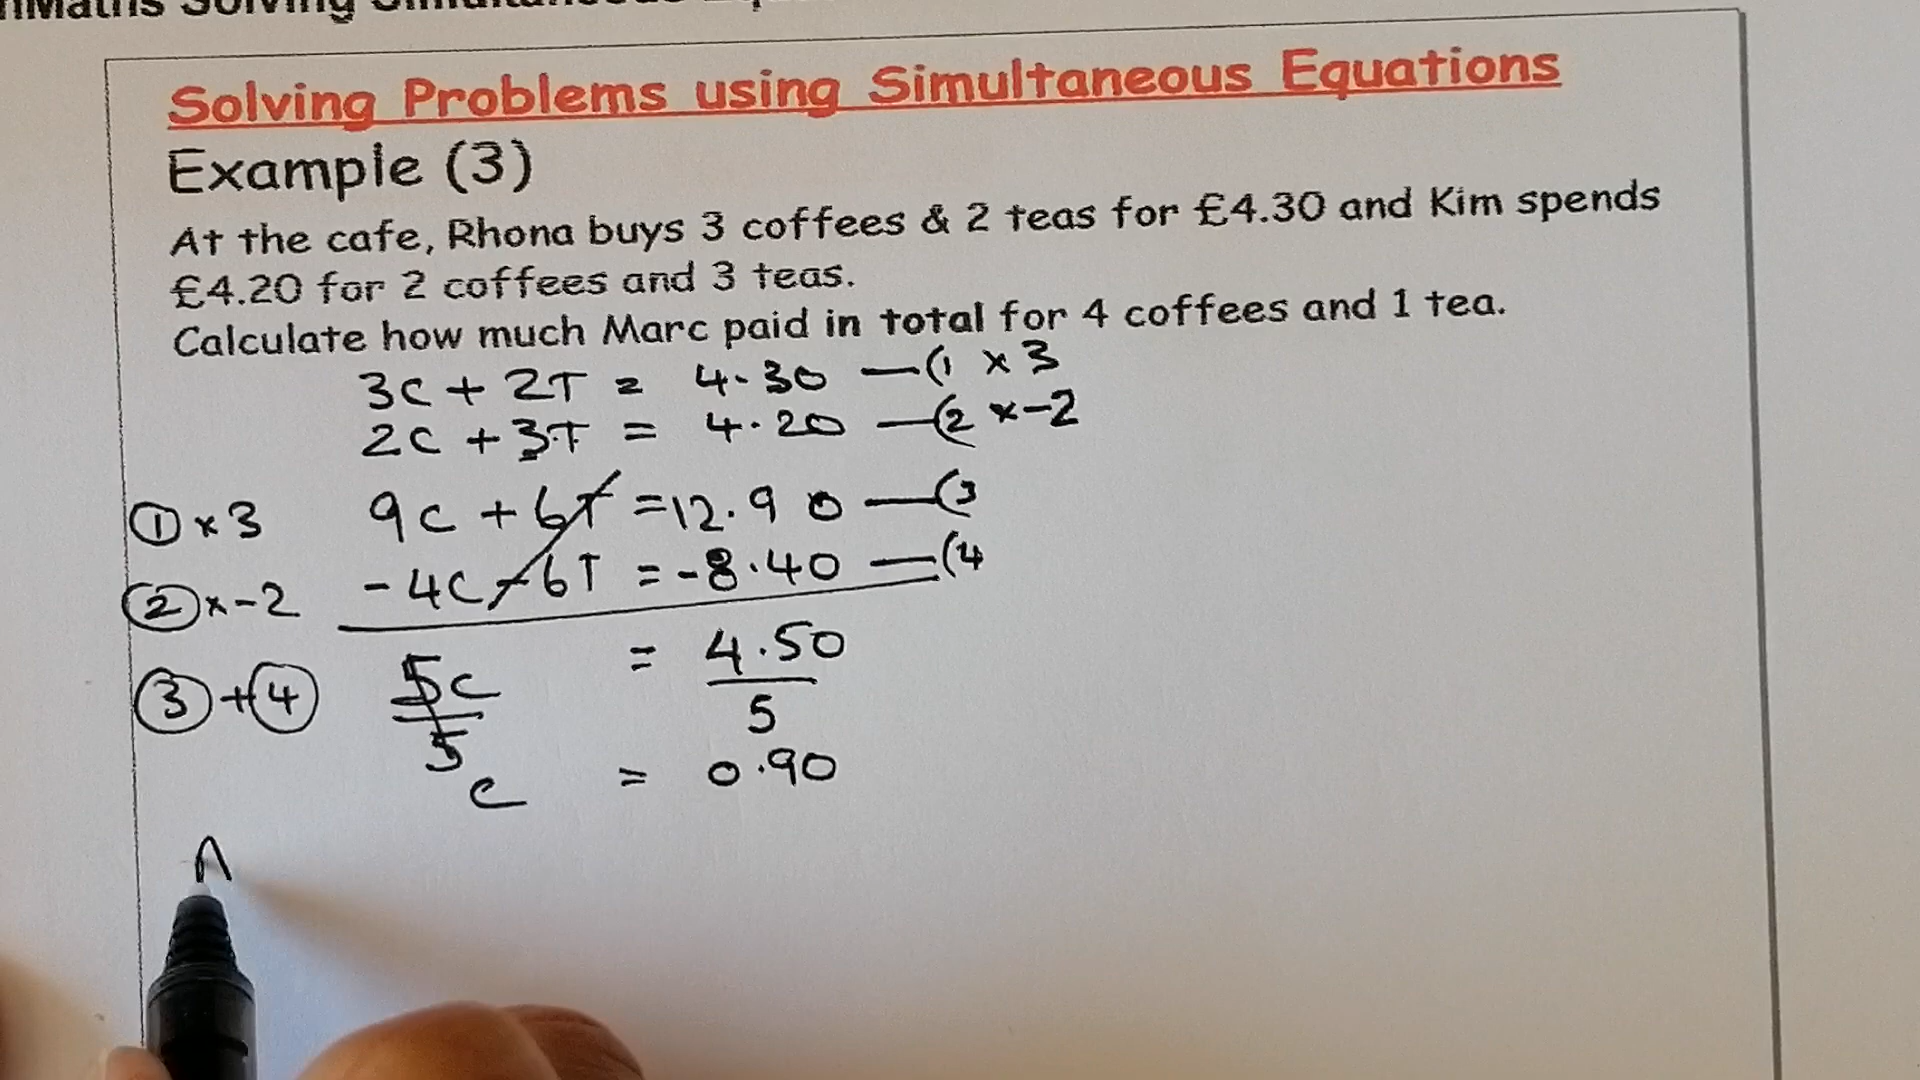 Maths Solving Simultaneous
Solving Problems using Simultaneous Equations
Example (3)
At the cafe, Rhona buys 3 coffees & 2 teas for £4.30 and Kim spends
£4.20 for 2 coffees and 3 teas.
Calculate how much Marc paid in total for 4 coffees and 1 tea.
3C + 2T = 4.30 —(1 × 3
2C + 3T = 4.20 —(2 × -2
① × 3 9C + 6T = 12.90 —(3
② × -2 - 4C - 6T = -8.40 —(4
③ + ④ 5C = 4.50
5 5
C = 0.90